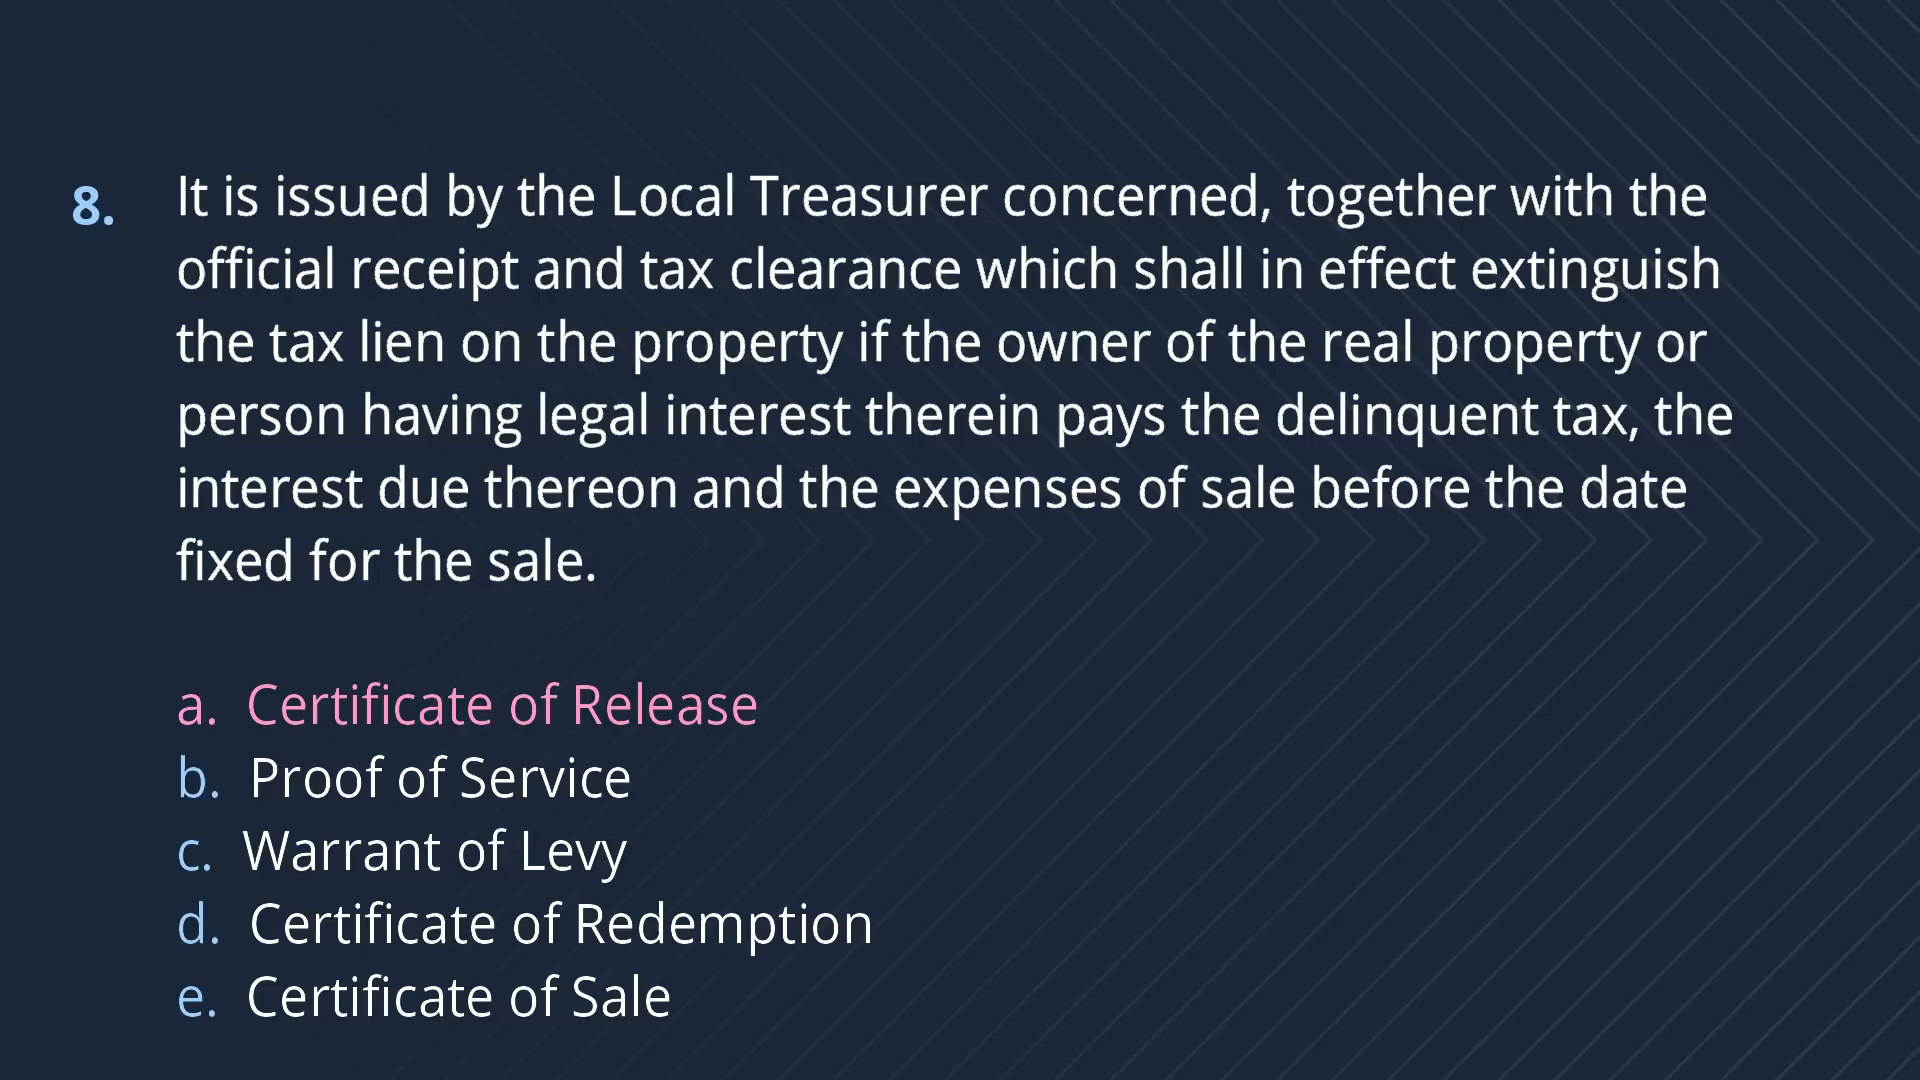 8. It is issued by the Local Treasurer concerned, together with the
official receipt and tax clearance which shall in effect extinguish
the tax lien on the property if the owner of the real property or
person having legal interest therein pays the delinquent tax, the
interest due thereon and the expenses of sale before the date
fixed for the sale.
a. Certificate of Release
b. Proof of Service
c. Warrant of Levy
d. Certificate of Redemption
e. Certificate of Sale